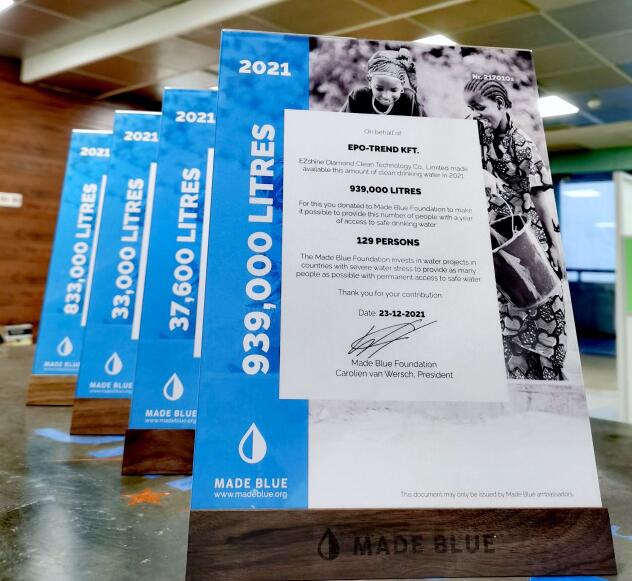 2021
833,000 LITRES
MADE BLUE
2021
33,000 LITRES
MADE BLUE
www.madeblue.org
2021
37,600 LITRES
MADE BLUE
www.madeblue.org
2021
939,000 LITRES
MADE BLUE
www.madeblue.org
Nr. 217010s
On behalf of
EPO-TREND KFT.
EZshine Diamond Clean Technology Co., Limited made
available this amount of clean drinking water in 2021:
939,000 LITRES
For this you donated to Made Blue Foundation to make
it possible to provide this number of people with a year
of access to safe drinking water:
129 PERSONS
The Made Blue Foundation invests in water projects in
countries with severe water stress to provide as many
people as possible with permanent access to safe water.
Thank you for your contribution.
Date: 23-12-2021
Made Blue Foundation
Carolien van Wersch, President
This document may only be issued by Made Blue ambassadors.
MADE BLUE